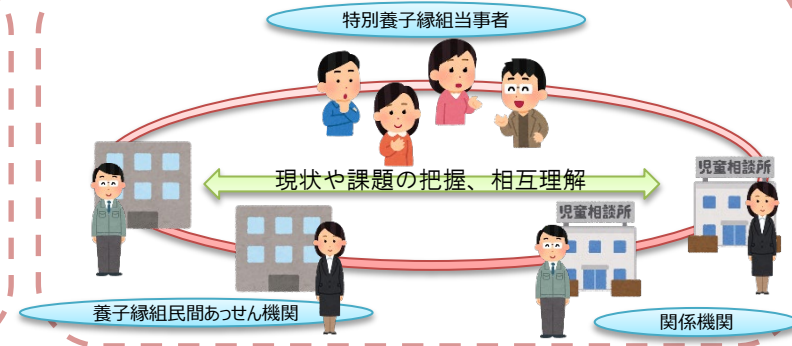 特別養子縁組当事者
現状や課題の把握、相互理解
児童相談所
児童相談所
養子縁組民間あっせん機関
関係機関